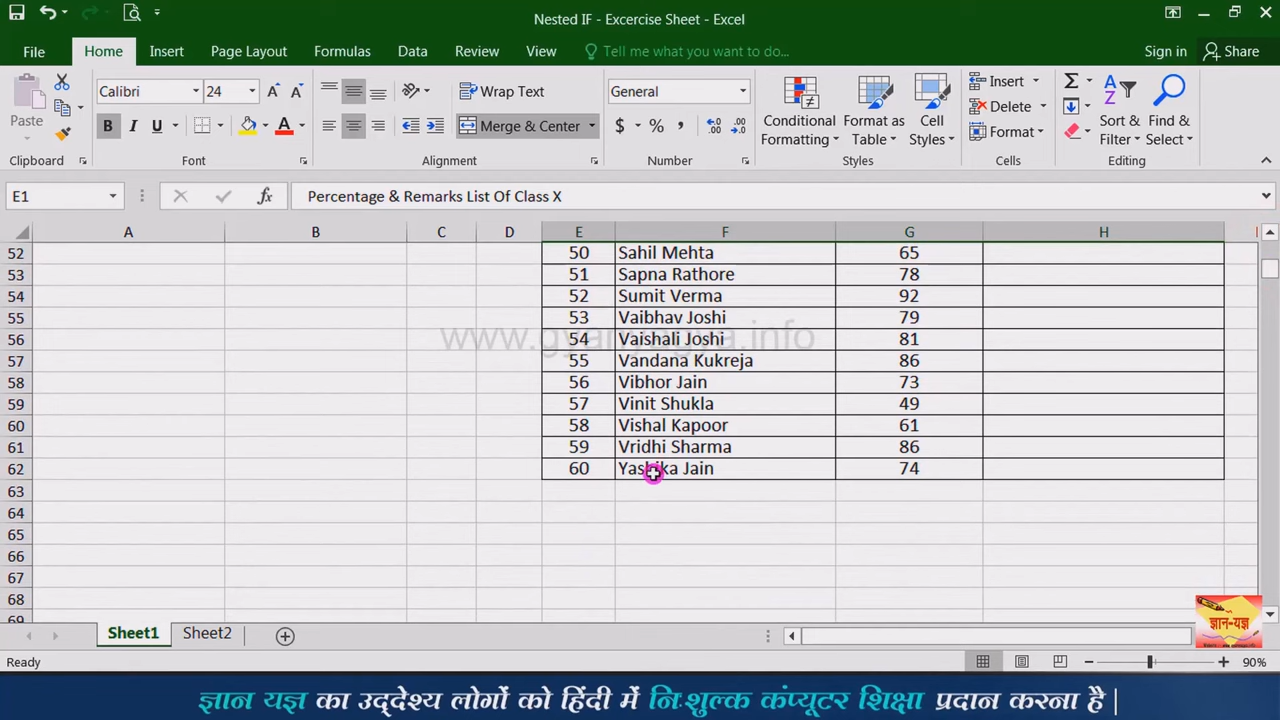 Nested IF - Excercise Sheet - Excel
File Home Insert Page Layout Formulas Data Review View Tell me what you want to do... Sign in Share
Calibri 24 Wrap Text General Insert
Paste B I U Merge & Center $ % Conditional Formatting Format as Table Cell Styles Delete Format Sort & Filter Find & Select
Clipboard Font Alignment Number Styles Cells Editing
E1 fx Percentage & Remarks List Of Class X
A B C D E F G H I
52 50 Sahil Mehta 65
53 51 Sapna Rathore 78
54 52 Sumit Verma 92
55 53 Vaibhav Joshi 79
56 54 Vaishali Joshi 81
www.gyanyagya.info
57 55 Vandana Kukreja 86
58 56 Vibhor Jain 73
59 57 Vinit Shukla 49
60 58 Vishal Kapoor 61
61 59 Vridhi Sharma 86
62 60 Yashika Jain 74
63
64
65
66
67
68
69
ज्ञान-यज्ञ
Sheet1 Sheet2
Ready 90%
ज्ञान यज्ञ का उद्देश्य लोगों को हिंदी में निःशुल्क कंप्यूटर शिक्षा प्रदान करना है |